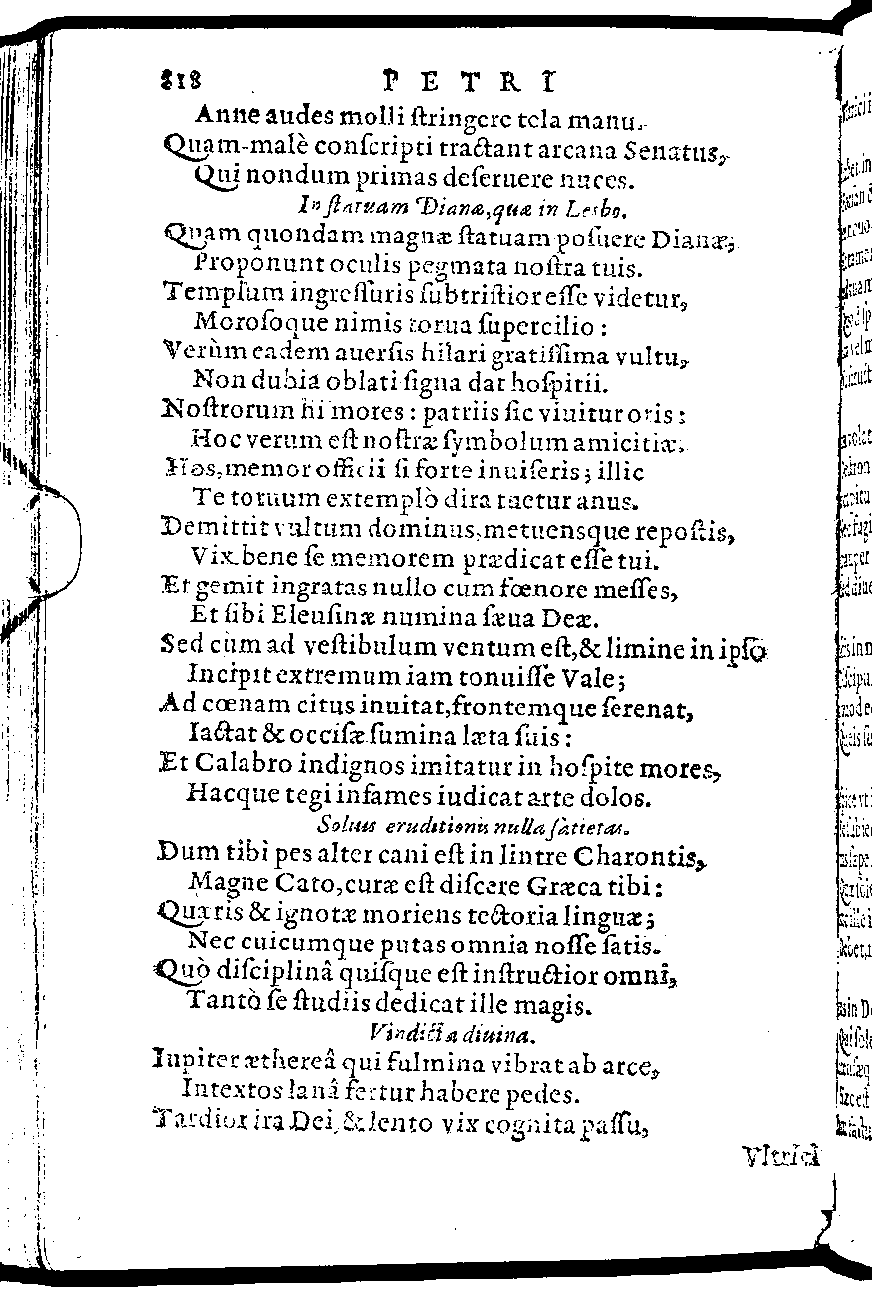 818 PETRI
Anne audes molli ſtringere tela manu.
Quam-malè conſcripti tractant arcana Senatus,
Qui nondum primas deſeruere nuces.
In ſtatuam Dianæ, quæ in Lesbo.
Quam quondam magnæ ſtatuam poſuere Dianæ;
Proponunt oculis pegmata noſtra tuis.
Templum ingreſſuris ſubtriſtior eſſe videtur,
Moroſoque nimis torua ſupercilio:
Verùm eadem auerſis hilari gratiſſima vultu,
Non dubia oblati ſigna dat hoſpitii.
Noſtrorum hi mores: patriis ſic viuitur oris:
Hoc verum eſt noſtræ ſymbolum amicitiæ.
Hos, memor officii ſi forte inuiſeris; illic
Te toruum extemplò dira tuetur anus.
Demittit vultum dominus, metuensque repoſtis,
Vix bene ſe memorem prædicat eſſe tui.
Et gemit ingratas nullo cum fœnore meſſes,
Et ſibi Eleuſinæ numina ſæua Deæ.
Sed cùm ad veſtibulum ventum eſt, & limine in ipſo
Incipit extremum iam tonuiſſe Vale;
Ad cœnam citus inuitat, frontemque ſerenat,
Iactat & occiſæ ſumina læta ſuis:
Et Calabro indignos imitatur in hoſpite mores,
Hacque tegi infames iudicat arte dolos.
Solius eruditionis nulla ſatietas.
Dum tibi pes alter cani eſt in lintre Charontis,
Magne Cato, curæ eſt diſcere Græca tibi:
Quæris & ignotæ moriens tectoria linguæ;
Nec cuicumque putas omnia noſſe ſatis.
Quò diſciplinâ quiſque eſt inſtructior omni,
Tantò ſe ſtudiis dedicat ille magis.
Vindicta diuina.
Iupiter æthereâ qui fulmina vibrat ab arce,
Intextos lanâ fertur habere pedes.
Tardior ira Dei, & lento vix cognita paſſu,
Vltrici